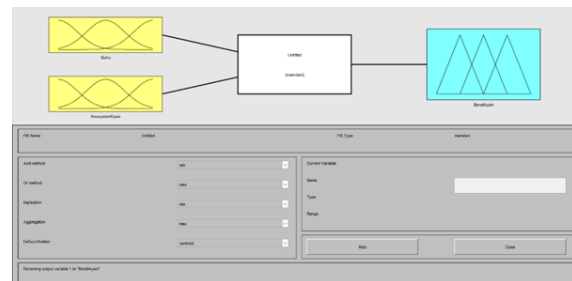 Suhu
Untitled
(mamdani)
KecepatanKipas
BeratAyam
FIS Name: Untitled FIS Type: mamdani
And method min
Or method max
Implication min
Aggregation max
Defuzzification centroid
Current Variable
Name
Type
Range
Help Close
Renaming output variable 1 to "BeratAyam"